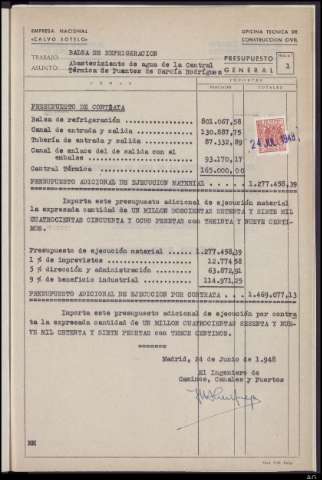 EMPRESA NACIONAL
«CALVO SOTELO»
OFICINA TECNICA DE
CONSTRUCCION CIVIL
TRABAJO: BALSA DE REFRIGERACION
ASUNTO: Abastecimiento de agua de la Central
Térmica de Puentes de García Rodríguez
PRESUPUESTO
GENERAL
1
PARCIALES TOTALES
PRESUPUESTO DE CONTRATA
Balsa de refrigeración 801.067,58
Canal de entrada y salida 130.887,75
Tubería de entrada y salida 87.332,89
Canal de enlace del de salida con el
embalse 93.170,17
Central Térmica 165.000,00
24 JUL. 1948
PRESUPUESTO ADICIONAL DE EJECUCION MATERIAL 1.277.458,39
Importa este presupuesto adicional de ejecución material
la expresada cantidad de UN MILLON DOSCIENTAS SETENTA Y SIETE MIL
CUATROCIENTAS CINCUENTA Y OCHO PESETAS con TREINTA Y NUEVE CENTI-
MOS.
Presupuesto de ejecución material 1.277.458,39
1 % de imprevistos 12.774,58
5 % dirección y administración 63.872,91
9 % de beneficio industrial 114.971,25
PRESUPUESTO ADICIONAL DE EJECUCION POR CONTRATA 1.469.077,13
Importa este presupuesto adicional de ejecución por contra
ta la expresada cantidad de UN MILLON CUATROCIENTAS SESENTA Y NUE-
VE MIL SETENTA Y SIETE PESETAS con TRECE CENTIMOS.
Madrid, 24 de Junio de 1.948
El Ingeniero de
Caminos, Canales y Puertos